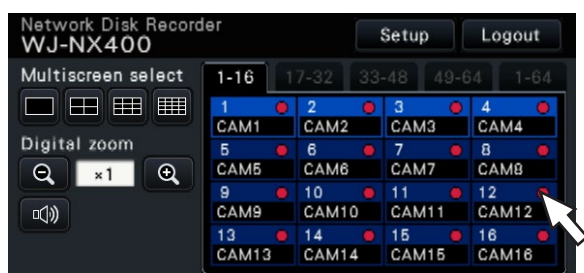 Network Disk Recorder
WJ-NX400
Setup
Logout
Multiscreen select
1-16 17-32 33-48 49-64 1-64
1 2 3 4
CAM1 CAM2 CAM3 CAM4
Digital zoom
5 6 7 8
CAM5 CAM6 CAM7 CAM8
×1
9 10 11 12
CAM9 CAM10 CAM11 CAM12
13 14 15 16
CAM13 CAM14 CAM15 CAM16